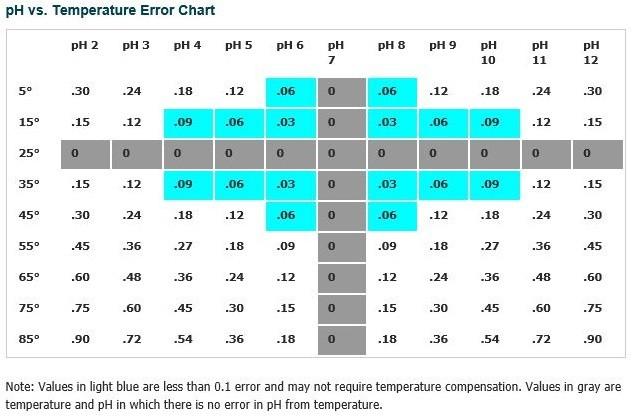 pH vs. Temperature Error Chart
pH 2 pH 3 pH 4 pH 5 pH 6 pH 7 pH 8 pH 9 pH 10 pH 11 pH 12
5° .30 .24 .18 .12 .06 0 .06 .12 .18 .24 .30
15° .15 .12 .09 .06 .03 0 .03 .06 .09 .12 .15
25° 0 0 0 0 0 0 0 0 0 0 0
35° .15 .12 .09 .06 .03 0 .03 .06 .09 .12 .15
45° .30 .24 .18 .12 .06 0 .06 .12 .18 .24 .30
55° .45 .36 .27 .18 .09 0 .09 .18 .27 .36 .45
65° .60 .48 .36 .24 .12 0 .12 .24 .36 .48 .60
75° .75 .60 .45 .30 .15 0 .15 .30 .45 .60 .75
85° .90 .72 .54 .36 .18 0 .18 .36 .54 .72 .90
Note: Values in light blue are less than 0.1 error and may not require temperature compensation. Values in gray are
temperature and pH in which there is no error in pH from temperature.